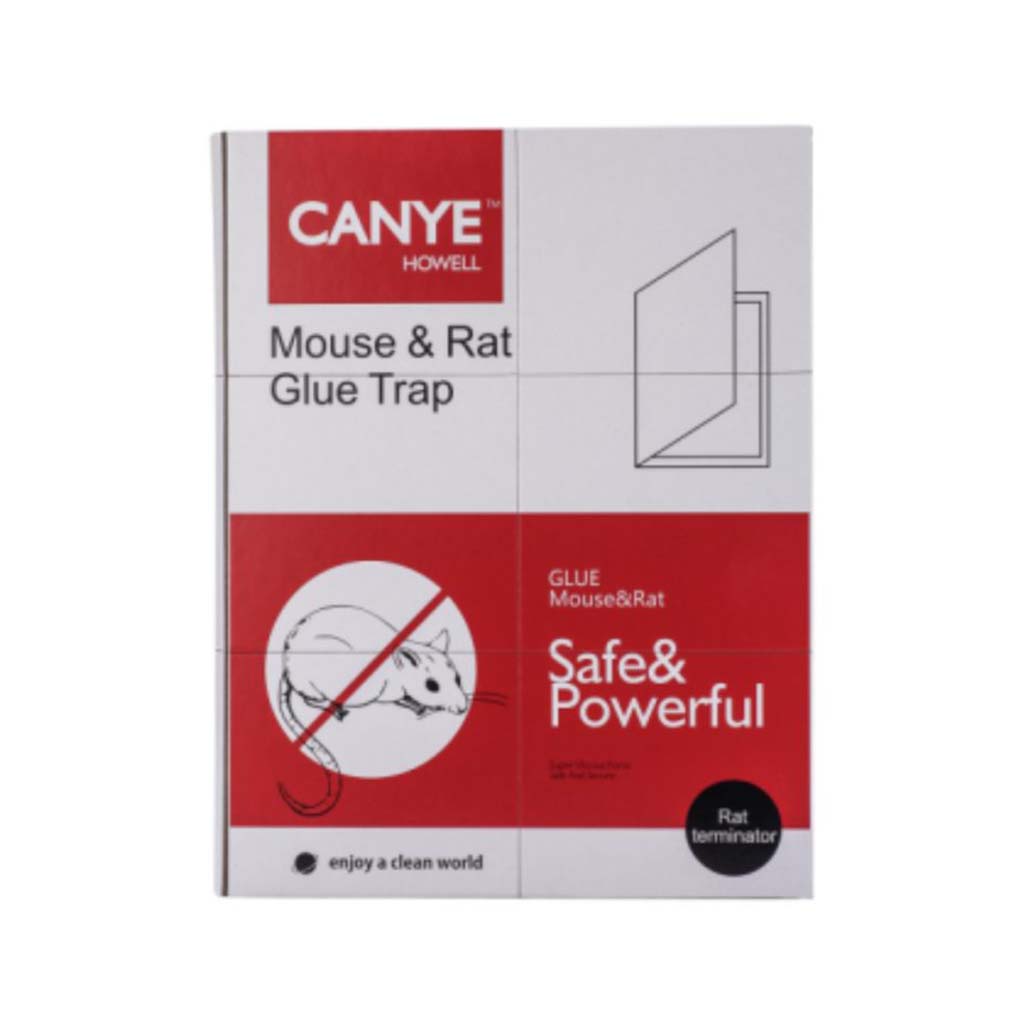 CANYE™
HOWELL
Mouse & Rat
Glue Trap
GLUE
Mouse&Rat
Safe&
Powerful
Rat
terminator
enjoy a clean world